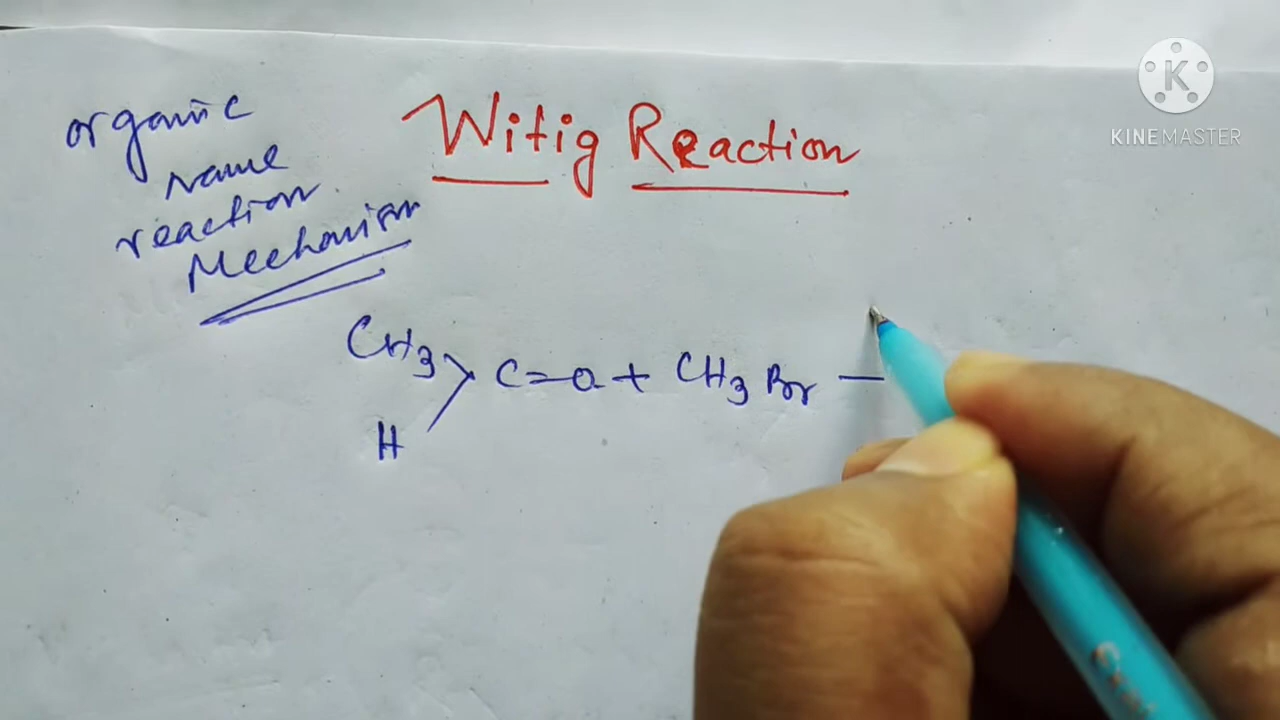 Witig Reaction
organic
name
reaction
Mechanism
CH3
C=O + CH3Br —
H
K
KINEMASTER